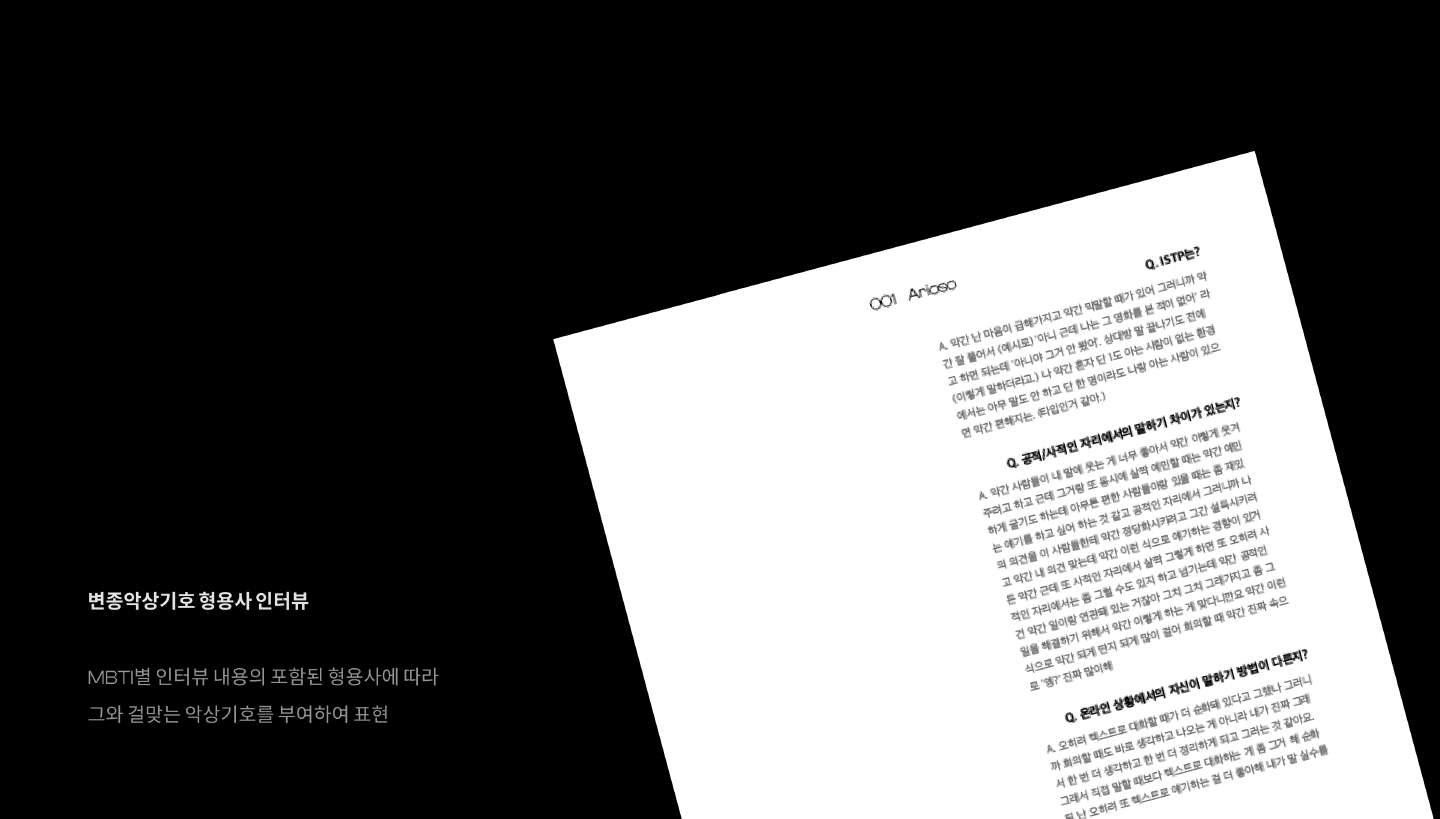 변종악상기호 형용사 인터뷰
MBTI별 인터뷰 내용의 포함된 형용사에 따라
그와 걸맞는 악상기호를 부여하여 표현
001 Arioso
Q. ISTP는?
A. 약간 난 마음이 급해가지고 약간 막말할 때가 있어 그러니까 약
간 잘 틀어서 (예시로) '아니 근데 나는 그 영화를 본 적이 없어' 라
고 하면 되는데 '아니야 그거 안 봤어'. 상대방 말 끝나기도 전에
(이렇게 말하더라고.) 나 약간 혼자 단 1도 아는 사람이 없는 환경
에서는 아무 말도 안 하고 단 한 명이라도 나랑 아는 사람이 있으
면 약간 편해지는. (타입인거 같아.)
Q. 공적/사적인 자리에서의 말하기 차이가 있는지?
A. 약간 사람들이 내 말에 웃는 게 너무 좋아서 약간 이렇게 웃겨
주려고 하고 근데 그거랑 또 동시에 살짝 예민할 때는 약간 예민
하게 굴기도 하는데 아무튼 편한 사람들이랑 있을 때는 좀 재밌
는 얘기를 하고 싶어 하는 것 같고 공적인 자리에서 그러니까 나
의 의견을 이 사람들한테 약간 정당화시키려고 그간 설득시키려
고 약간 내 의견 맞는데 약간 이런 식으로 얘기하는 경향이 있거
든 약간 근데 또 사적인 자리에서 살짝 그렇게 하면 또 오히려 사
적인 자리에서는 좀 그럴 수도 있지 하고 넘기는데 약간 공적인
건 약간 일이랑 연관돼 있는 거잖아 그치 그치 그래가지고 좀 그
일을 해결하기 위해서 약간 이렇게 하는 게 맞다니깐요 약간 이런
식으로 약간 되게 딴지 되게 많이 걸어 회의할 때 약간 진짜 속으
로 '엥?' 진짜 많이해
Q. 온라인 상황에서의 자신이 말하기 방법이 다른지?
A. 오히려 텍스트로 대화할 때가 더 순화돼 있다고 그랬나 그러니
까 회의할 때도 바로 생각하고 나오는 게 아니라 내가 진짜 그래
서 한 번 더 생각하고 한 번 더 정리하게 되고 그러는 것 같아요.
그래서 직접 말할 때보다 텍스트로 대화하는 게 좀 그거 해 순화
난 오히려 또 텍스트로 얘기하는 걸 더 좋아해 내가 말 실수를